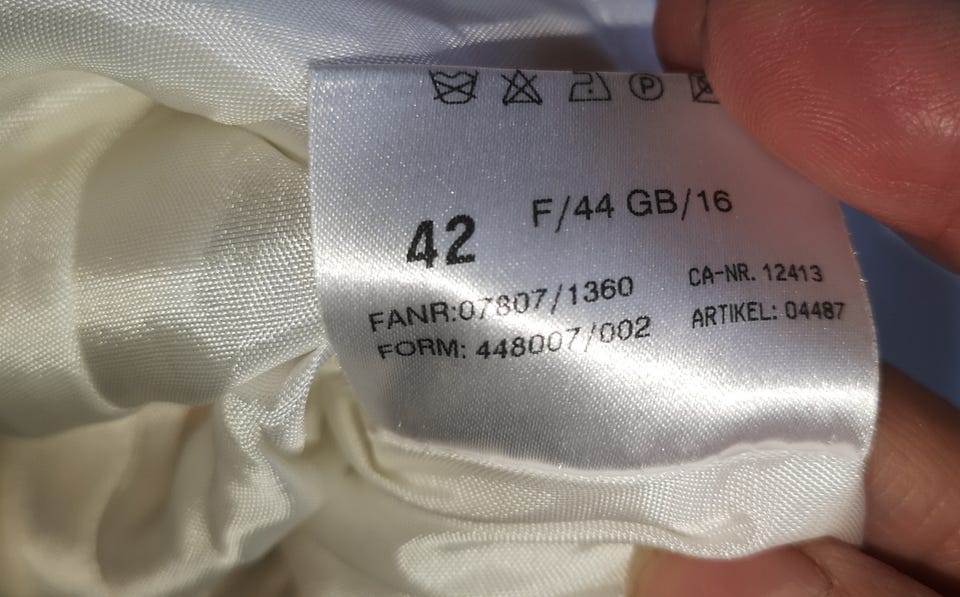 P
42 F/44 GB/16
FANR:07807/1360 CA-NR. 12413
FORM: 448007/002 ARTIKEL: 04487